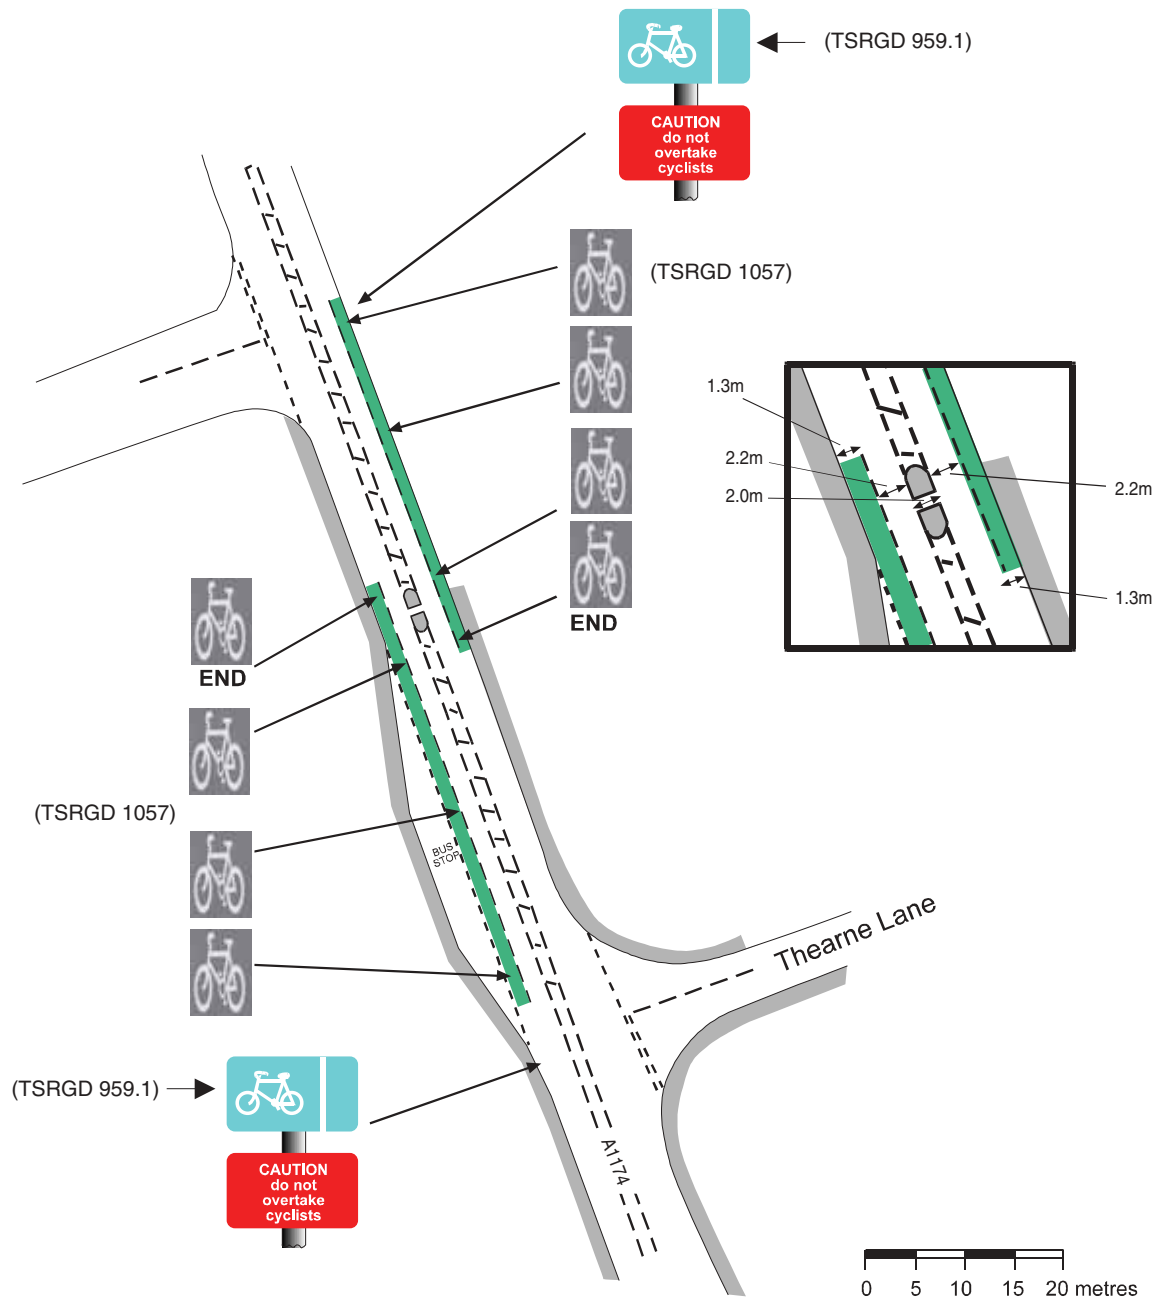 (TSRGD 959.1)
CAUTION
do not
overtake
cyclists
(TSRGD 1057)
1.3m
2.2m
2.0m
2.2m
1.3m
END
END
(TSRGD 1057)
BUS
STOP
Thearne Lane
(TSRGD 959.1)
CAUTION
do not
overtake
cyclists
A1174
0 5 10 15 20 metres